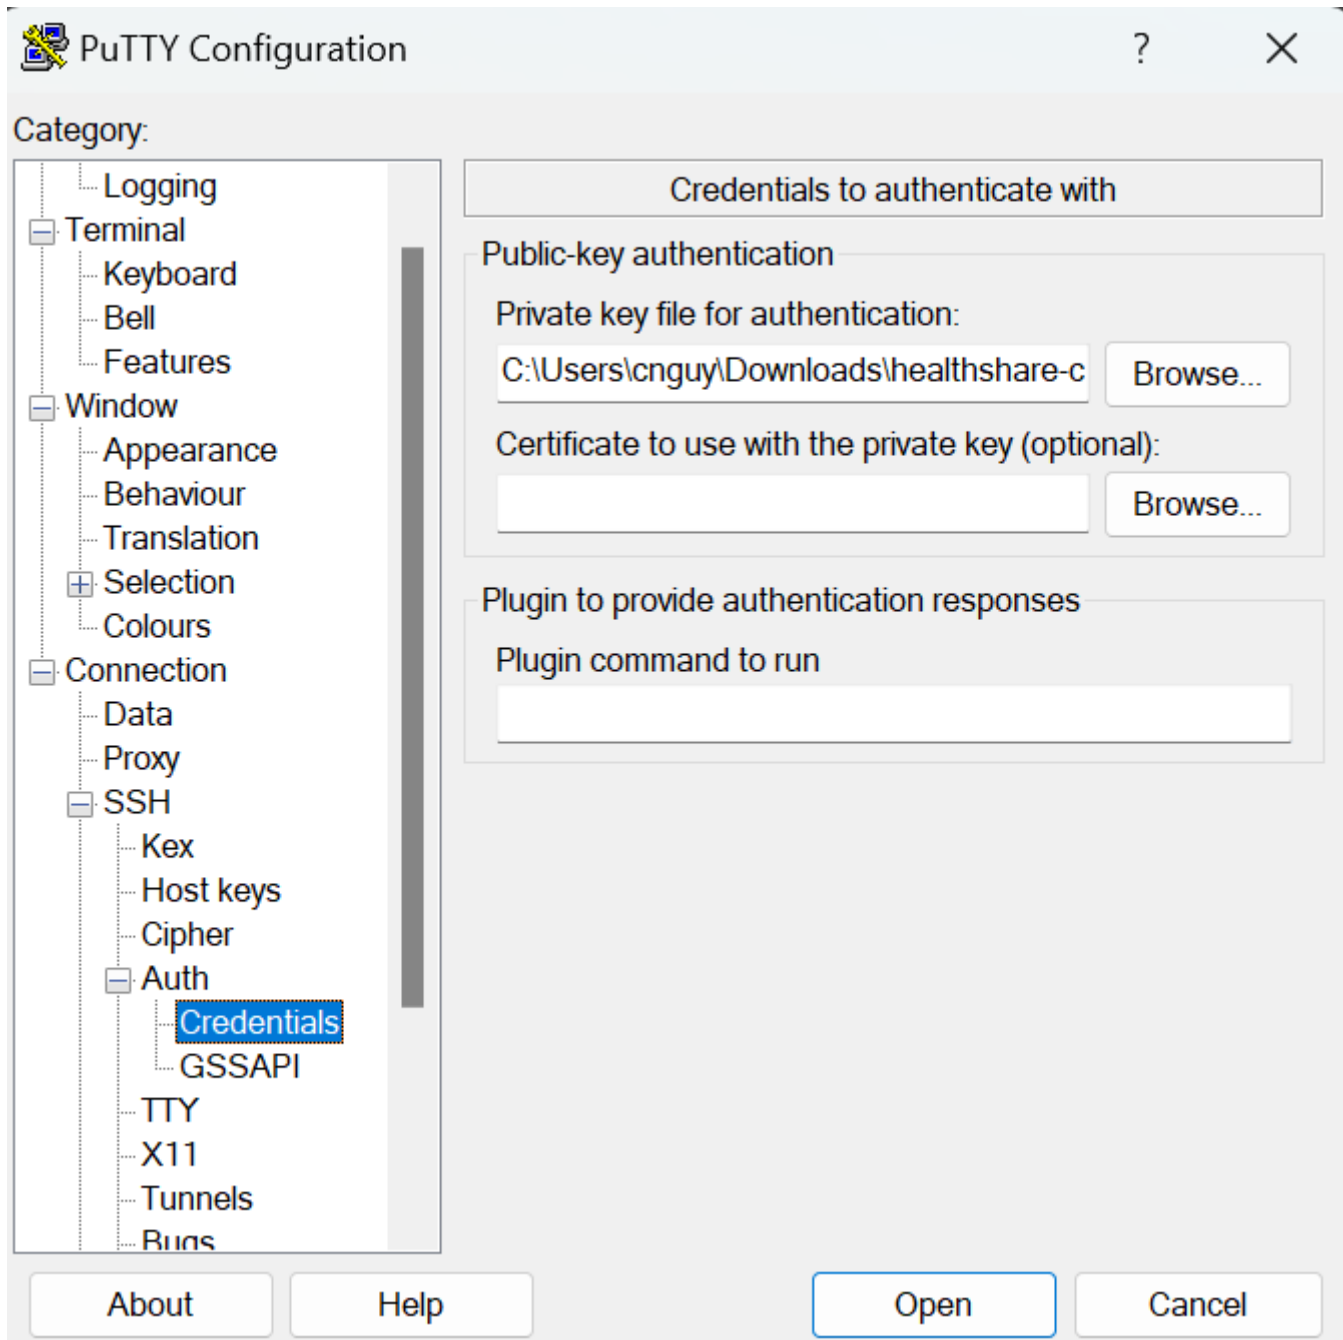 PuTTY Configuration
?
Category:
Logging
Terminal
Keyboard
Bell
Features
Window
Appearance
Behaviour
Translation
Selection
Colours
Connection
Data
Proxy
SSH
Kex
Host keys
Cipher
Auth
Credentials
GSSAPI
TTY
X11
Tunnels
Bugs
Credentials to authenticate with
Public-key authentication
Private key file for authentication:
C:\Users\cnguy\Downloads\healthshare-c
Browse...
Certificate to use with the private key (optional):
Browse...
Plugin to provide authentication responses
Plugin command to run
About
Help
Open
Cancel